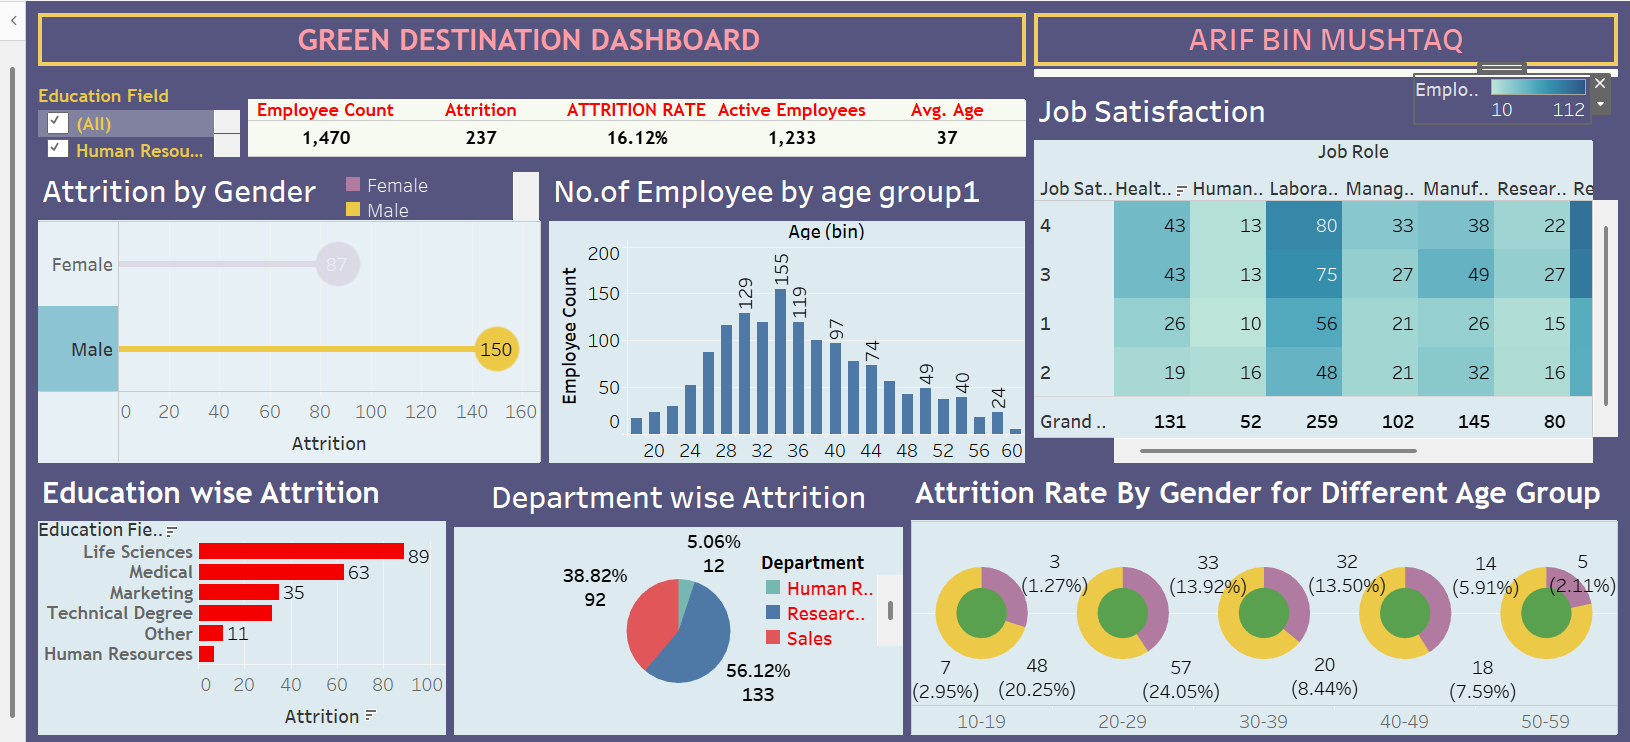 GREEN DESTINATION DASHBOARD
ARIF BIN MUSHTAQ
Education Field
(All)
Human Resou...
Employee Count Attrition ATTRITION RATE Active Employees Avg. Age
1,470 237 16.12% 1,233 37
Emplo..
10 112
Job Satisfaction
Job Role
Job Sat.. Healt.. Human.. Labora.. Manag.. Manuf.. Resear.. Re
4 43 13 80 33 38 22
3 43 13 75 27 49 27
1 26 10 56 21 26 15
2 19 16 48 21 32 16
Grand .. 131 52 259 102 145 80
Attrition by Gender
Female
Male
Female 87
Male 150
0 20 40 60 80 100 120 140 160
Attrition
No.of Employee by age group1
Age (bin)
Employee Count
200
150
100
50
0
129 155 119 97 74 49 40 24
20 24 28 32 36 40 44 48 52 56 60
Education wise Attrition
Education Fie..
Life Sciences 89
Medical 63
Marketing 35
Technical Degree
Other 11
Human Resources
0 20 40 60 80 100
Attrition
Department wise Attrition
5.06%
12
38.82%
92
56.12%
133
Department
Human R..
Researc..
Sales
Attrition Rate By Gender for Different Age Group
3 33 32 14 5
(1.27%) (13.92%) (13.50%) (5.91%) (2.11%)
7 48 57 20 18
(2.95%) (20.25%) (24.05%) (8.44%) (7.59%)
10-19 20-29 30-39 40-49 50-59